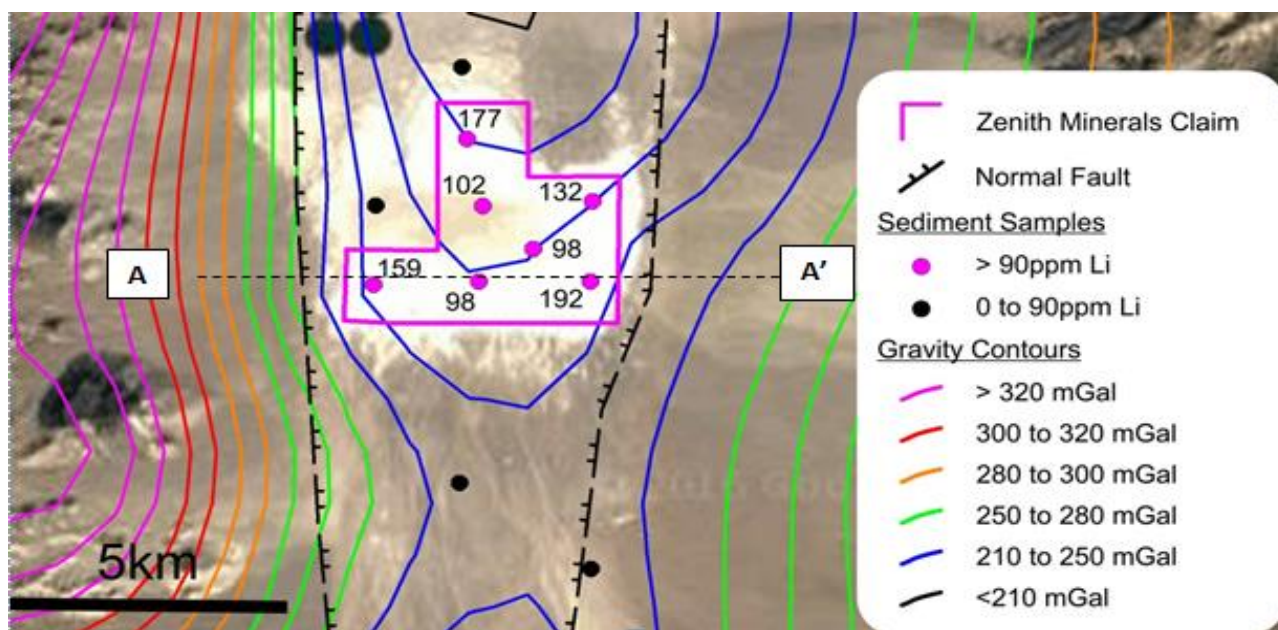 177
102
132
98
159
98
192
A
A’
5km
Zenith Minerals Claim
Normal Fault
Sediment Samples
> 90ppm Li
0 to 90ppm Li
Gravity Contours
> 320 mGal
300 to 320 mGal
280 to 300 mGal
250 to 280 mGal
210 to 250 mGal
<210 mGal